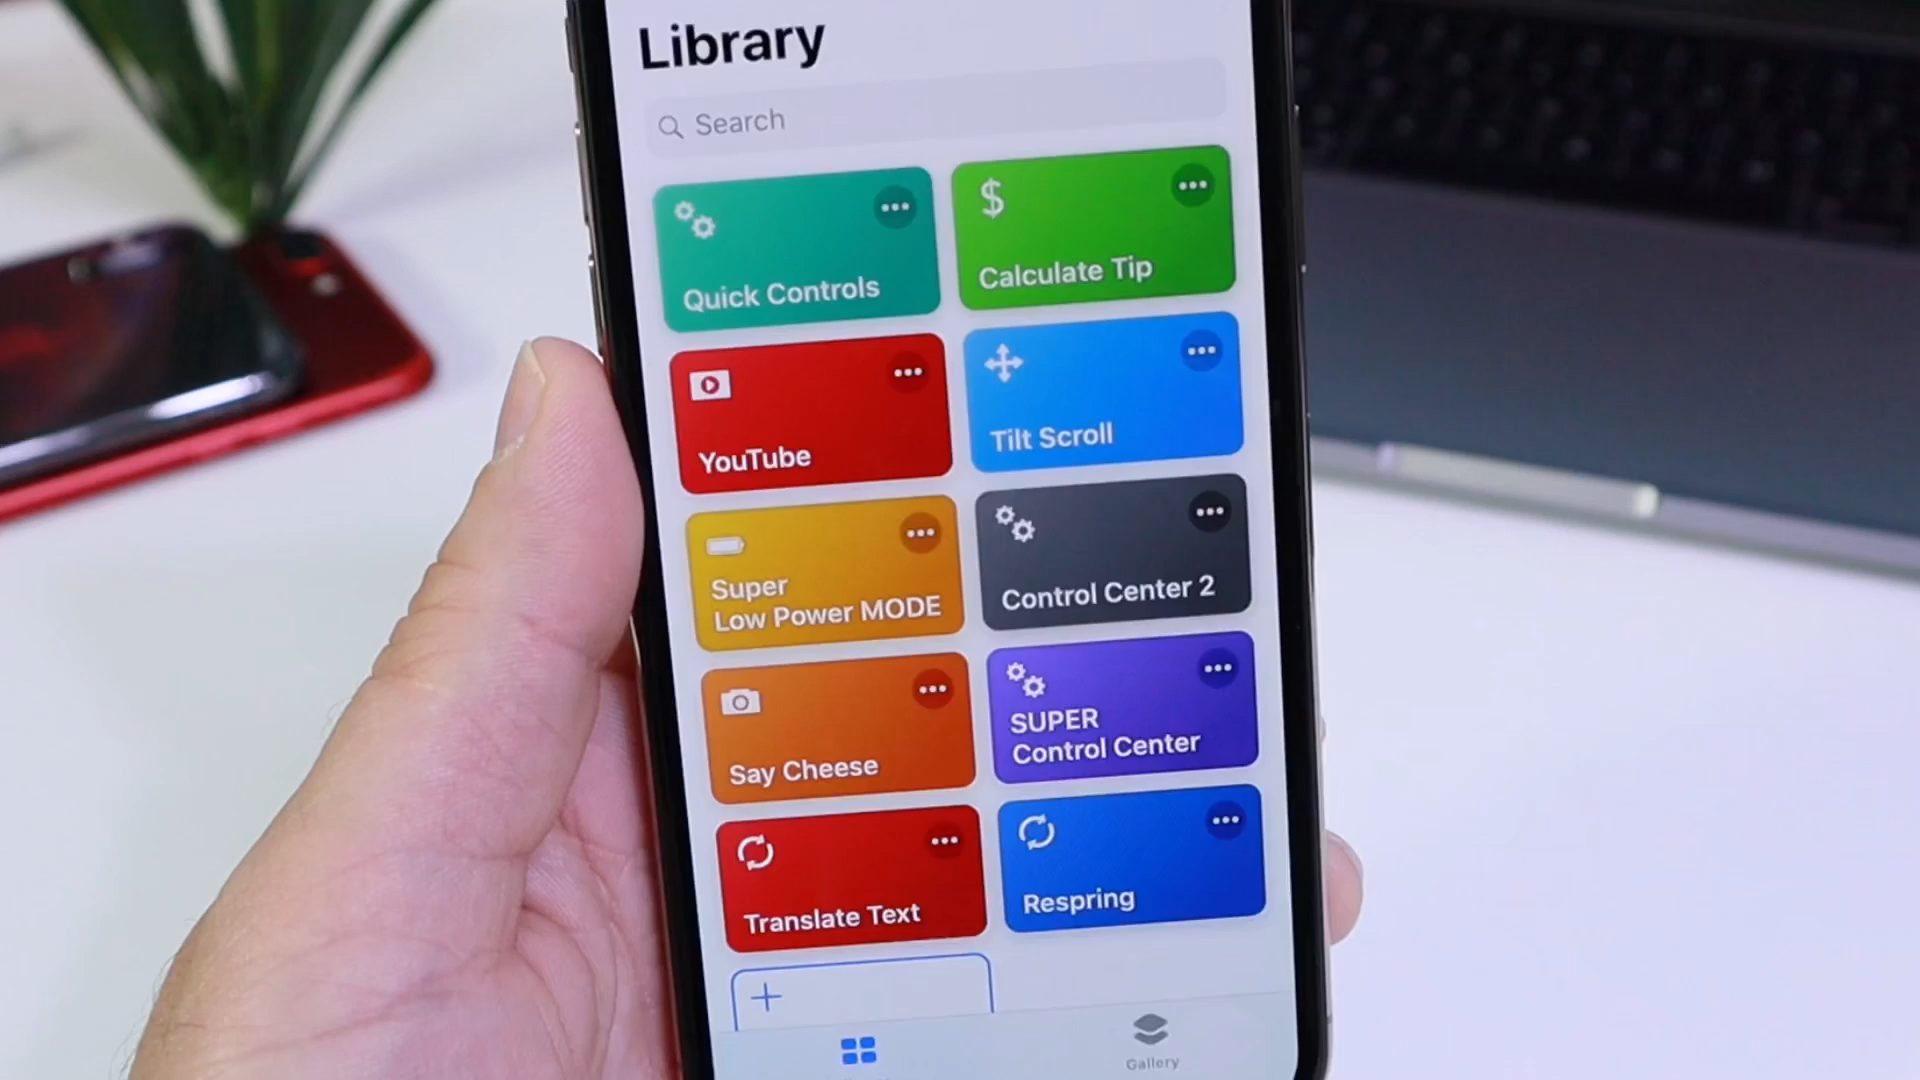 Library
Search
Quick Controls
$
Calculate Tip
YouTube
Tilt Scroll
Super
Low Power MODE
Control Center 2
Say Cheese
SUPER
Control Center
Translate Text
Respring
Gallery